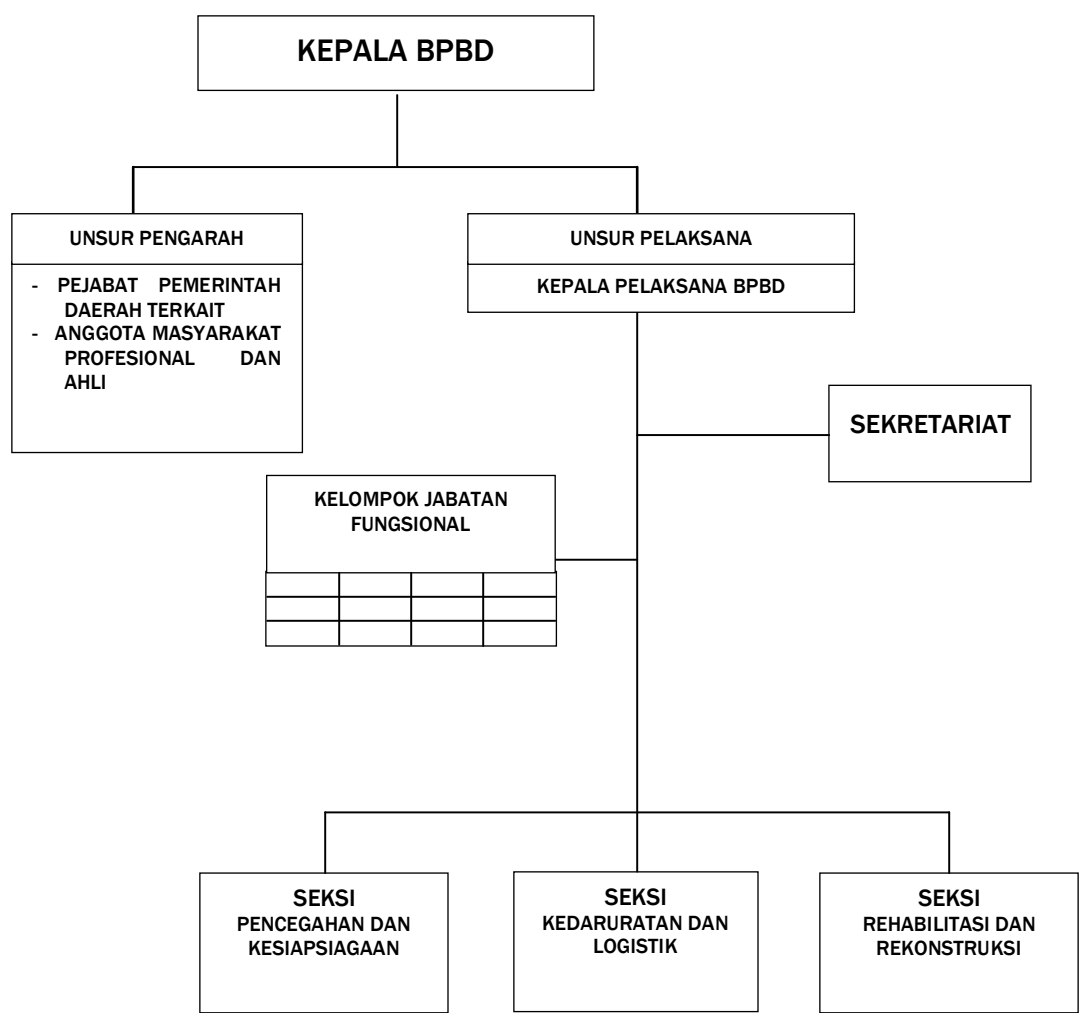 KEPALA BPBD
UNSUR PENGARAH
- PEJABAT PEMERINTAH
DAERAH TERKAIT
- ANGGOTA MASYARAKAT
PROFESIONAL DAN
AHLI
UNSUR PELAKSANA
KEPALA PELAKSANA BPBD
SEKRETARIAT
KELOMPOK JABATAN
FUNGSIONAL
SEKSI
PENCEGAHAN DAN
KESIAPSIAGAAN
SEKSI
KEDARURATAN DAN
LOGISTIK
SEKSI
REHABILITASI DAN
REKONSTRUKSI